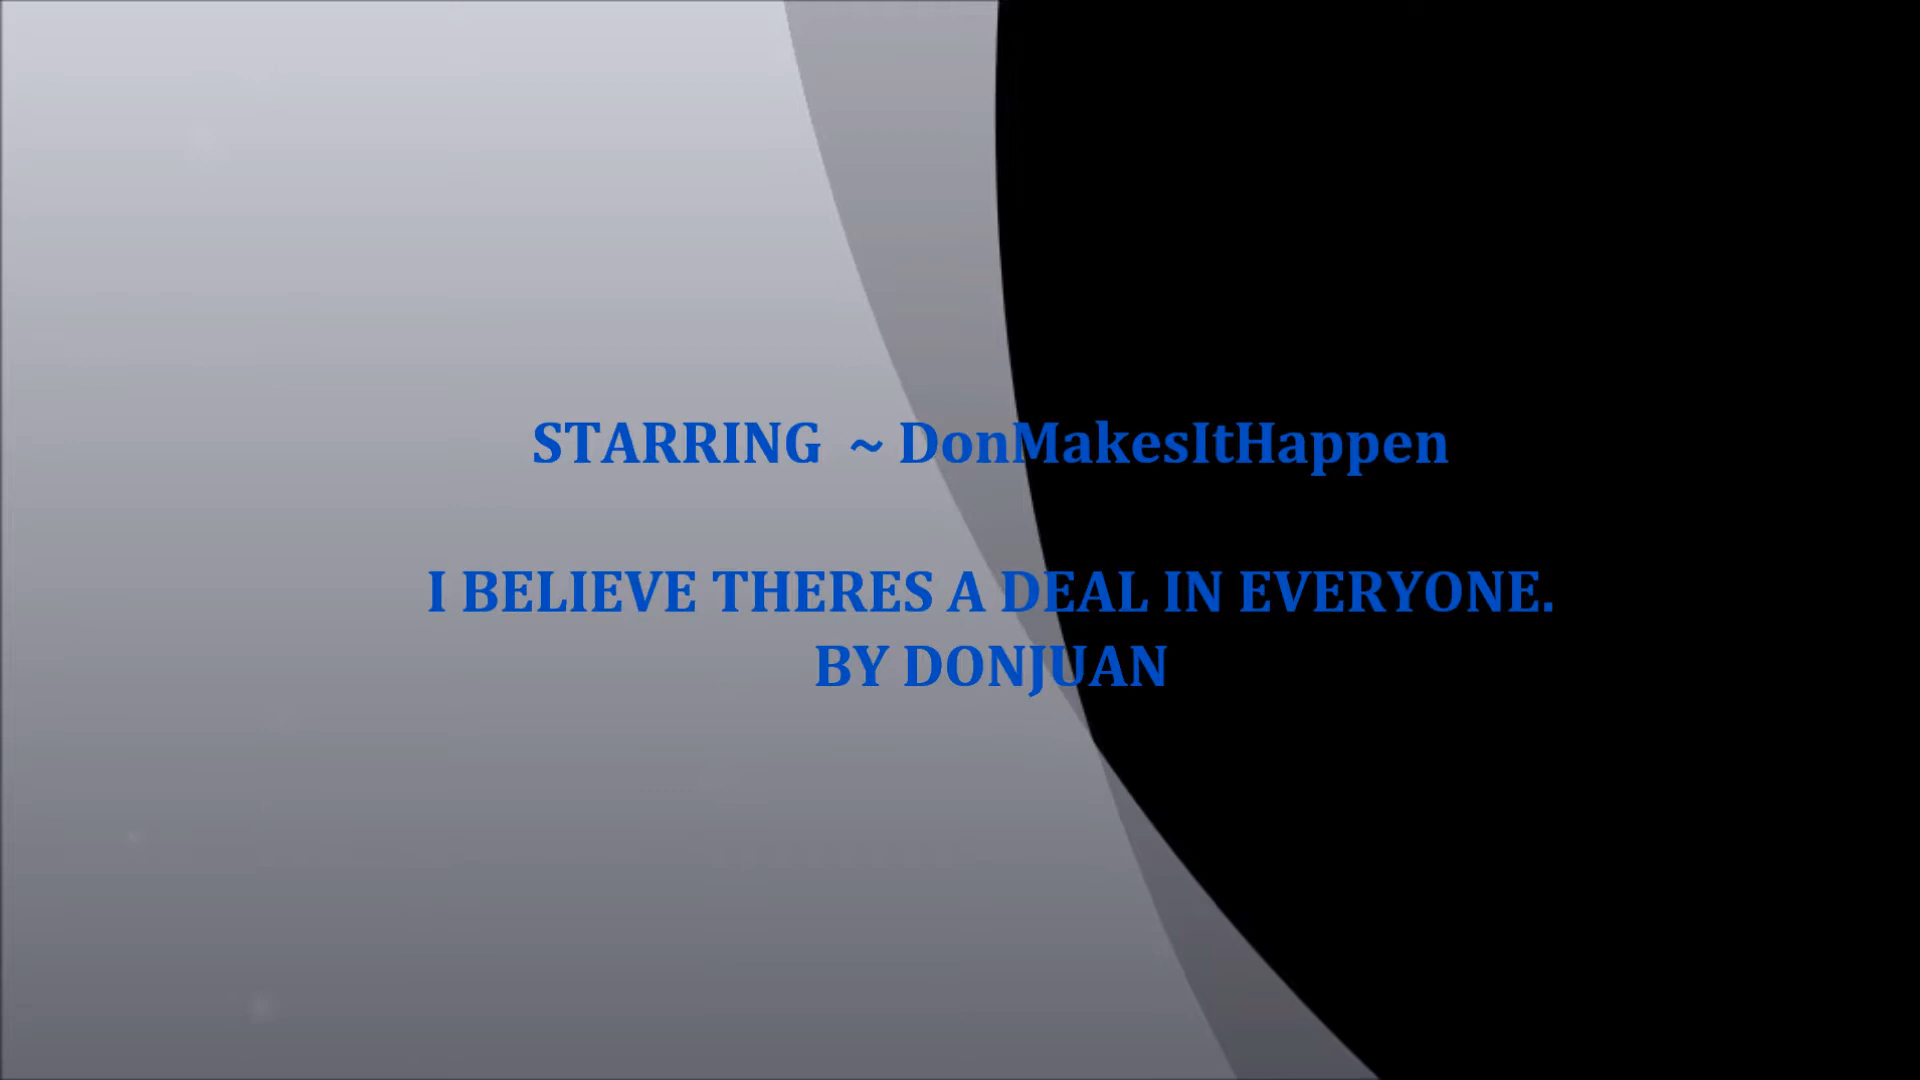 STARRING ~ DonMakesItHappen
I BELIEVE THERES A DEAL IN EVERYONE.
BY DONJUAN